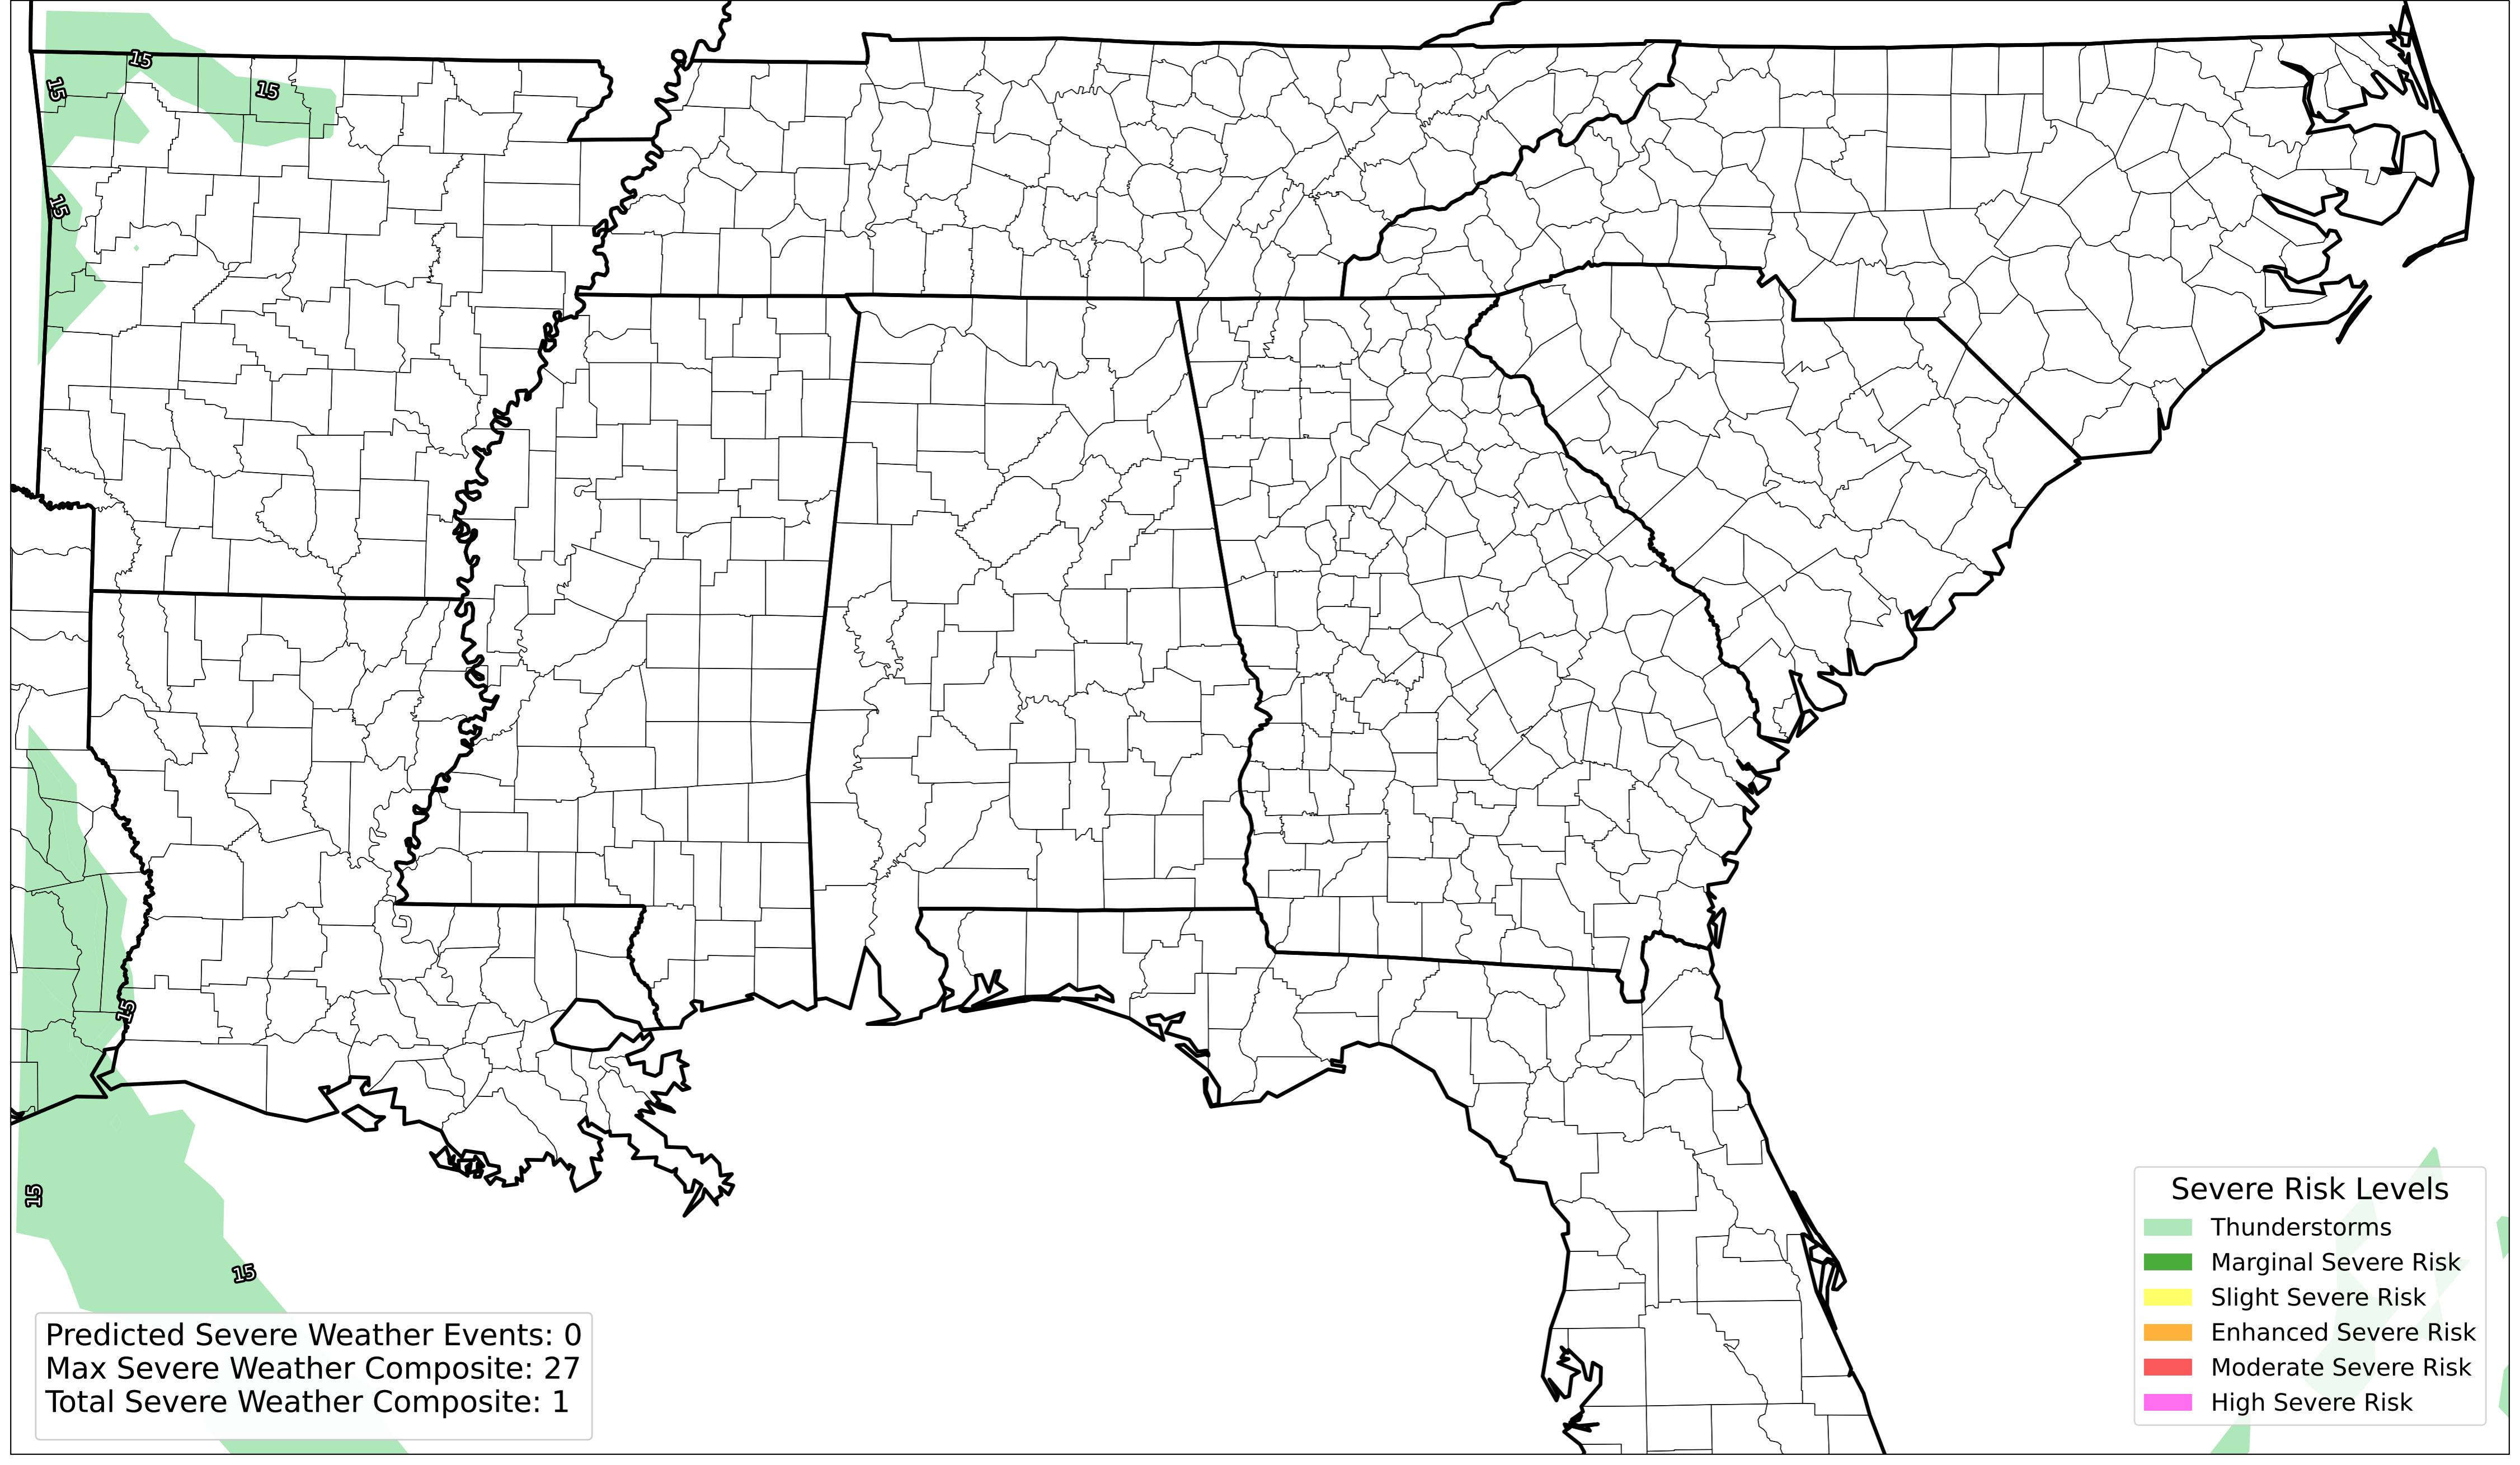 15
15
15
15
15
15
15
Predicted Severe Weather Events: 0
Max Severe Weather Composite: 27
Total Severe Weather Composite: 1
Severe Risk Levels
Thunderstorms
Marginal Severe Risk
Slight Severe Risk
Enhanced Severe Risk
Moderate Severe Risk
High Severe Risk